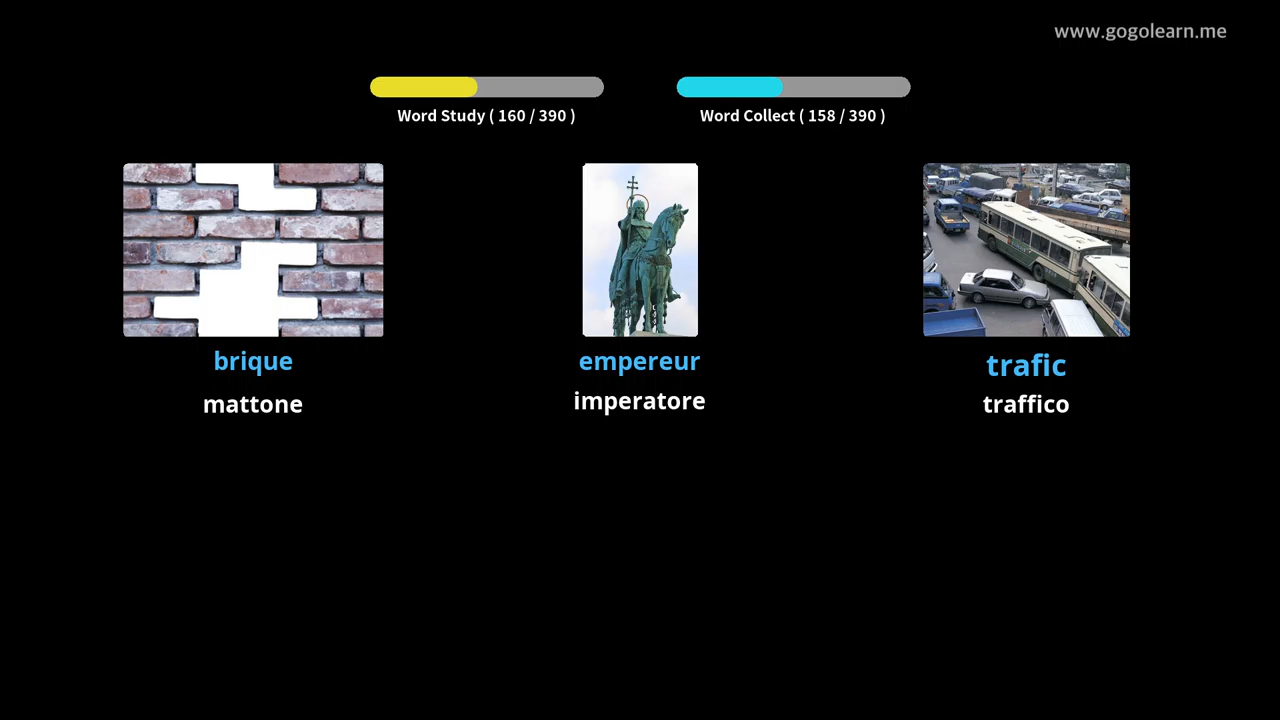 www.gogolearn.me
Word Study ( 160 / 390 )
Word Collect ( 158 / 390 )
brique
mattone
empereur
imperatore
trafic
traffico